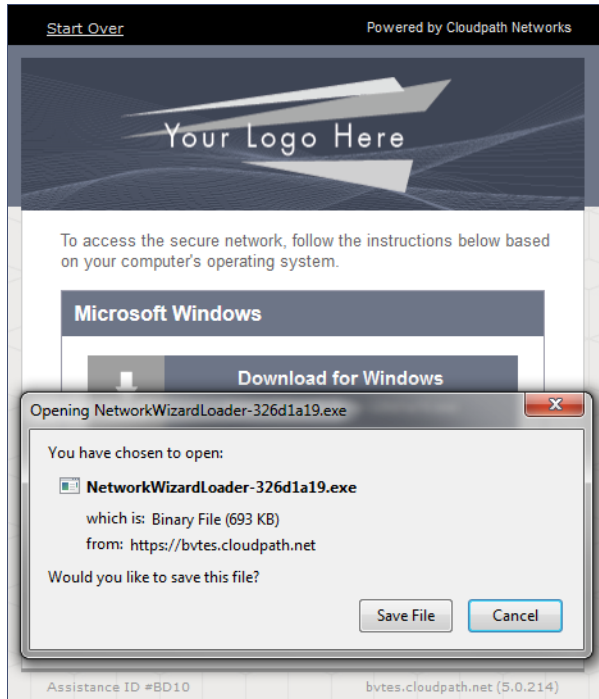 Start Over
Powered by Cloudpath Networks
Your Logo Here
To access the secure network, follow the instructions below based
on your computer's operating system.
Microsoft Windows
Download for Windows
Opening NetworkWizardLoader-326d1a19.exe
You have chosen to open:
NetworkWizardLoader-326d1a19.exe
which is: Binary File (693 KB)
from: https://bvtes.cloudpath.net
Would you like to save this file?
Save File
Cancel
Assistance ID #BD10
bvtes.cloudpath.net (5.0.214)